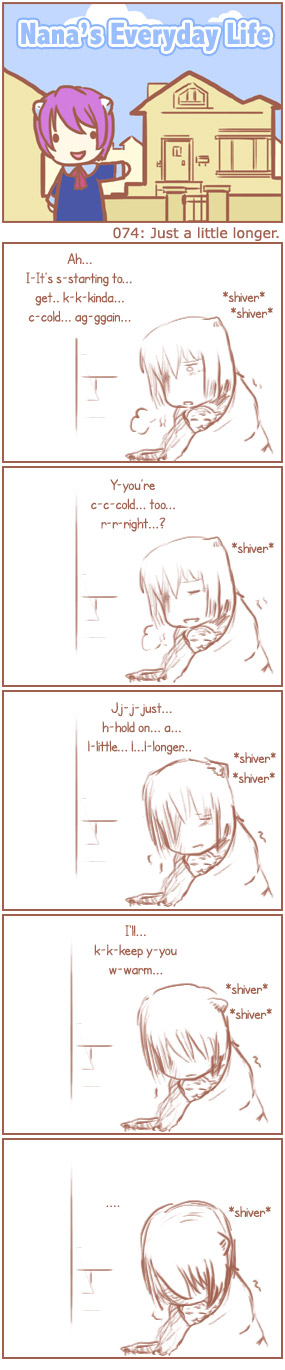 Nana's Everyday Life
074: Just a little longer.
Ah...
I-It's s-starting to...
get.. k-k-kinda...
c-cold... ag-ggain...
*shiver*
*shiver*
Y-you're
c-c-cold... too...
r-r-right...?
*shiver*
Jj-j-just...
h-hold on... a...
l-little... l...l-longer...
*shiver*
*shiver*
I'll...
k-k-keep y-you
w-warm...
*shiver*
*shiver*
....
*shiver*